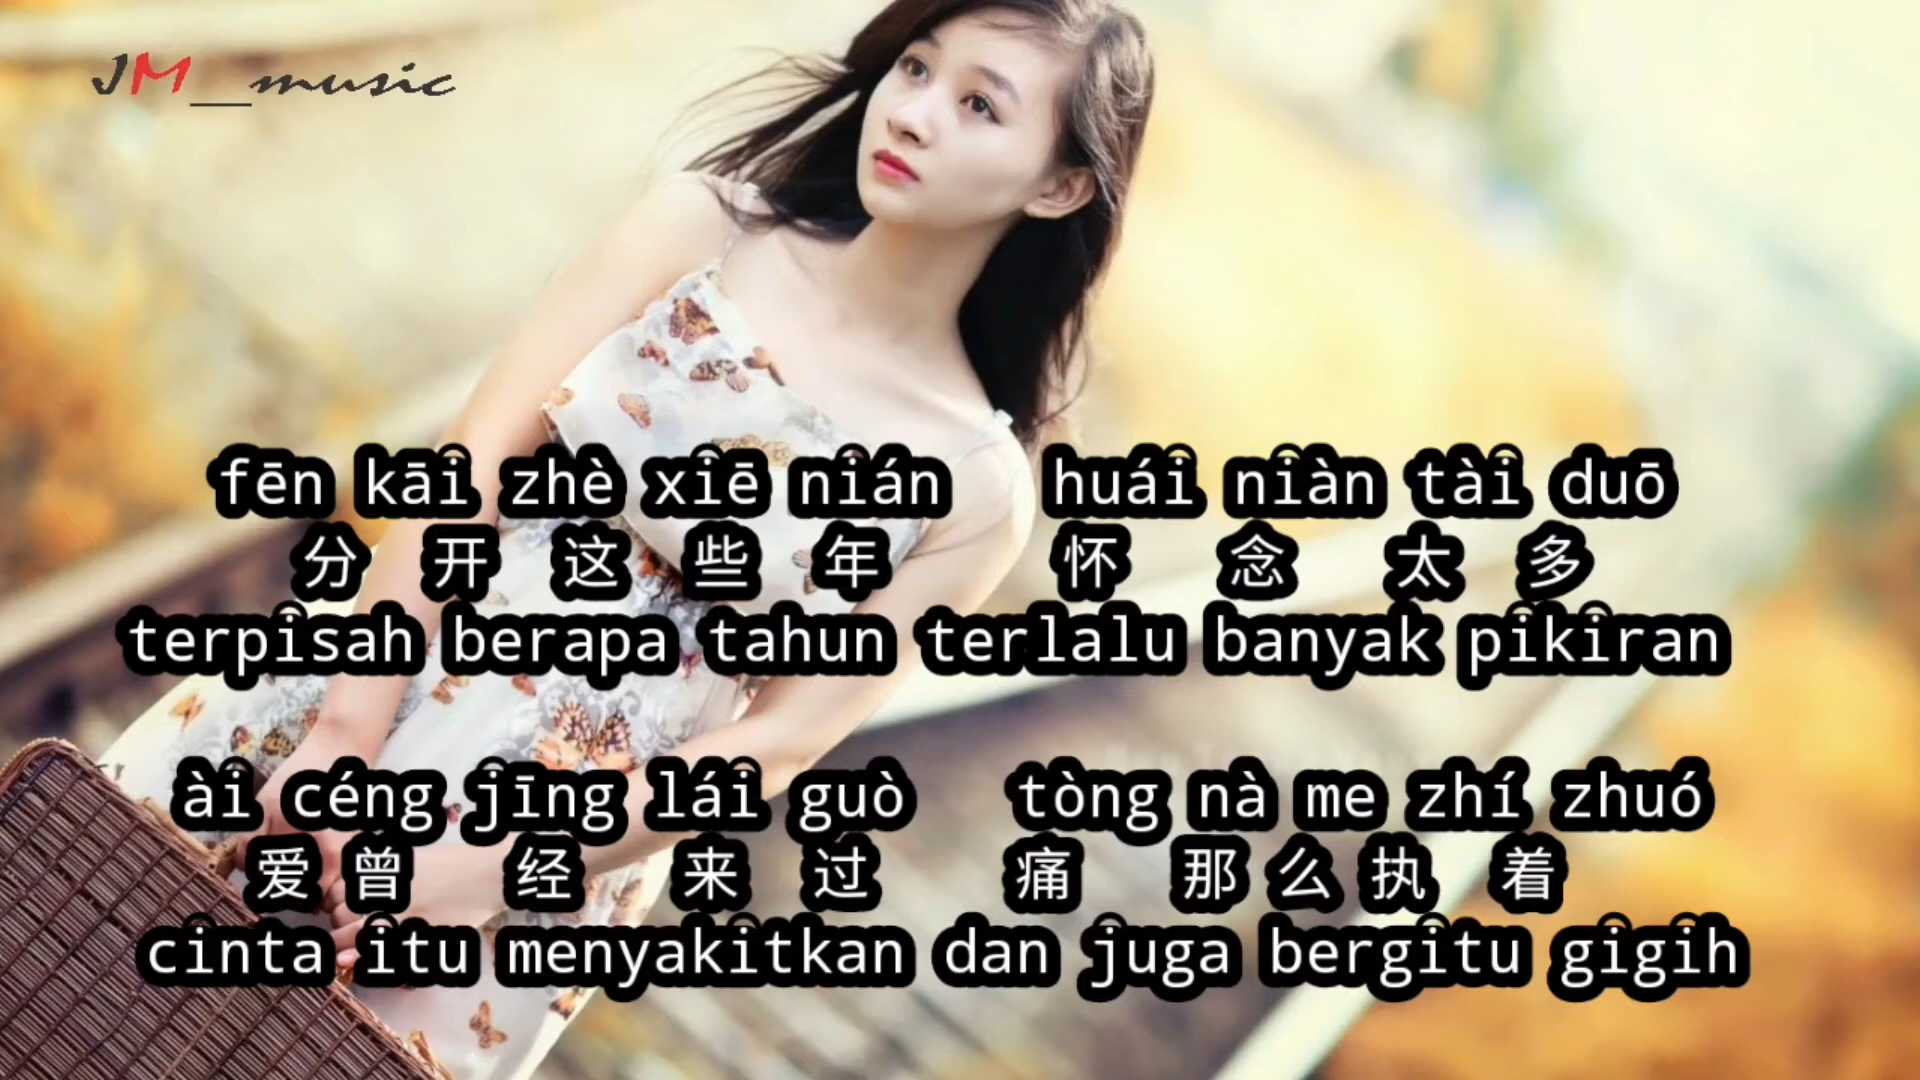 JM__music
fēn kāi zhè xiē nián huái niàn tài duō
分 开 这 些 年 怀 念 太 多
terpisah berapa tahun terlalu banyak pikiran
ài céng jīng lái guò tòng nà me zhí zhuó
爱 曾 经 来 过 痛 那 么 执 着
cinta itu menyakitkan dan juga bergitu gigih